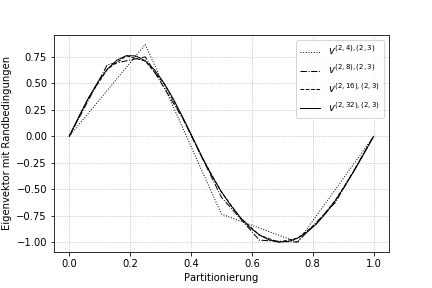 Eigenvektor mit Randbedingungen
0.75
0.50
0.25
0.00
−0.25
−0.50
−0.75
−1.00
v^(2,4),(2,3)
v^(2,8),(2,3)
v^(2,16),(2,3)
v^(2,32),(2,3)
0.0 0.2 0.4 0.6 0.8 1.0
Partitionierung